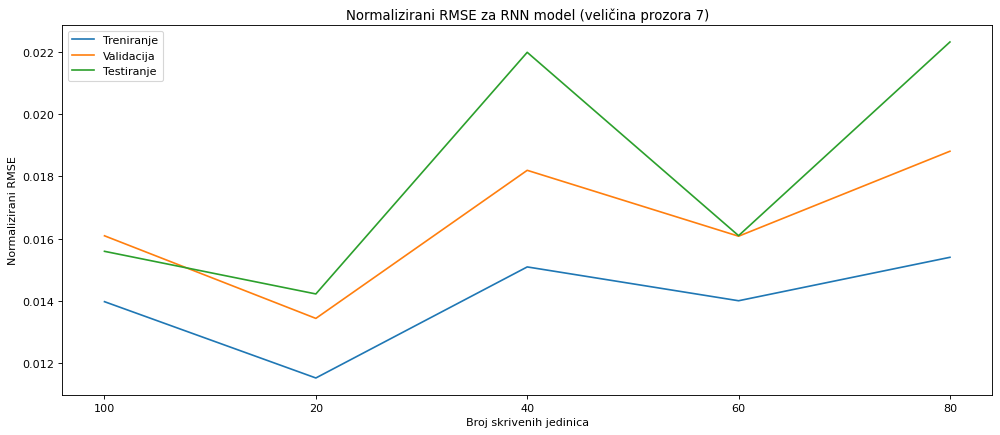 Normalizirani RMSE za RNN model (veličina prozora 7)
Treniranje
Validacija
Testiranje
Normalizirani RMSE
0.022
0.020
0.018
0.016
0.014
0.012
100 20 40 60 80
Broj skrivenih jedinica